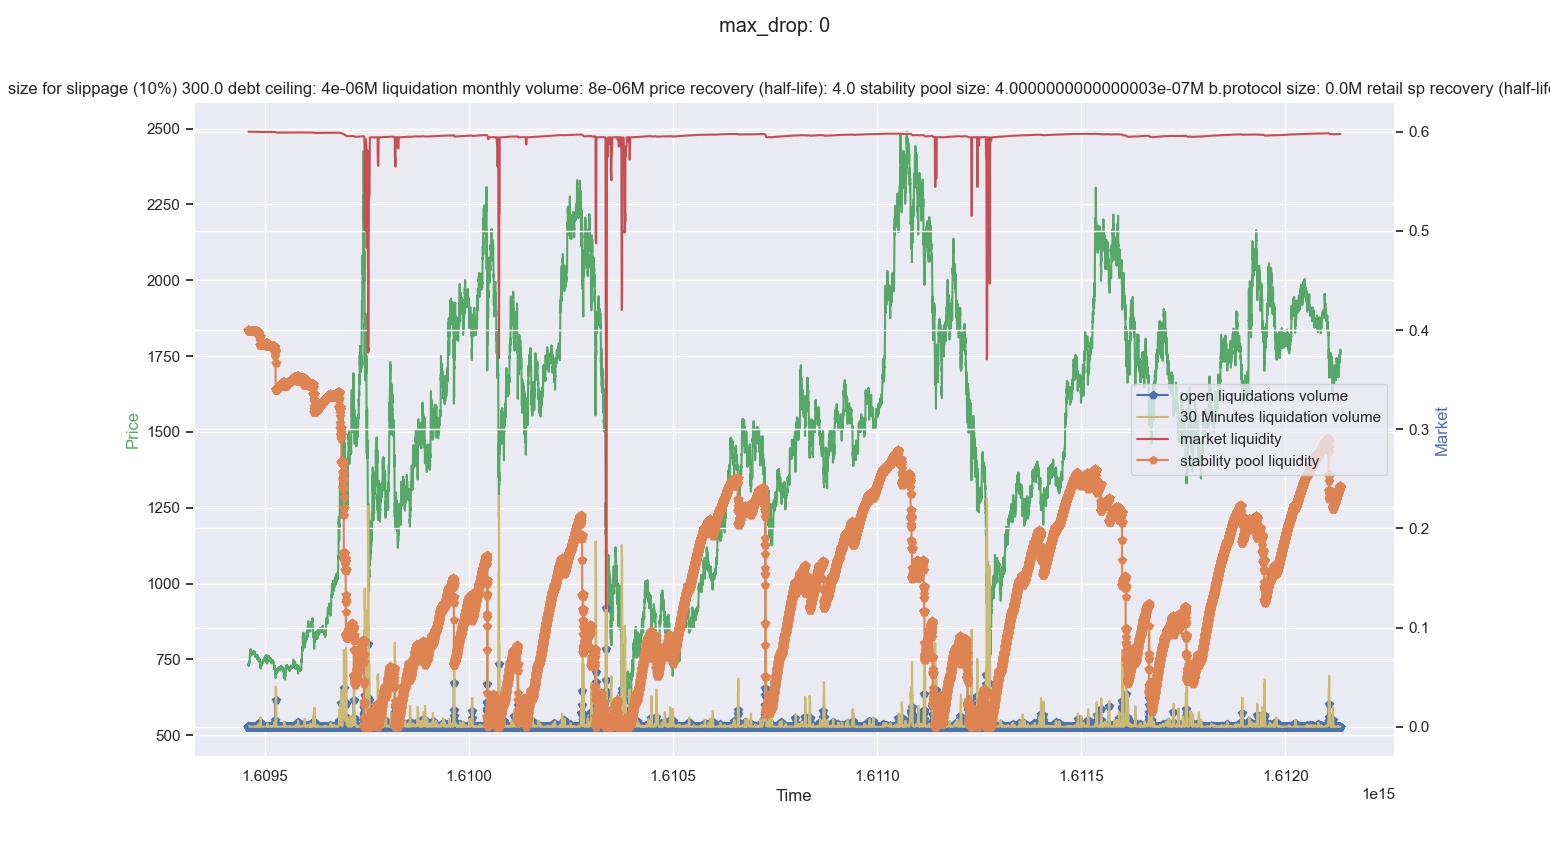 max_drop: 0
size for slippage (10%) 300.0 debt ceiling: 4e-06M liquidation monthly volume: 8e-06M price recovery (half-life): 4.0 stability pool size: 4.0000000000000003e-07M b.protocol size: 0.0M retail sp recovery (half-life
2500
2250
2000
1750
1500
1250
1000
750
500
Price
0.6
0.5
0.4
0.3
0.2
0.1
0.0
Market
open liquidations volume
30 Minutes liquidation volume
market liquidity
stability pool liquidity
1.6095
1.6100
1.6105
1.6110
1.6115
1.6120
1e15
Time